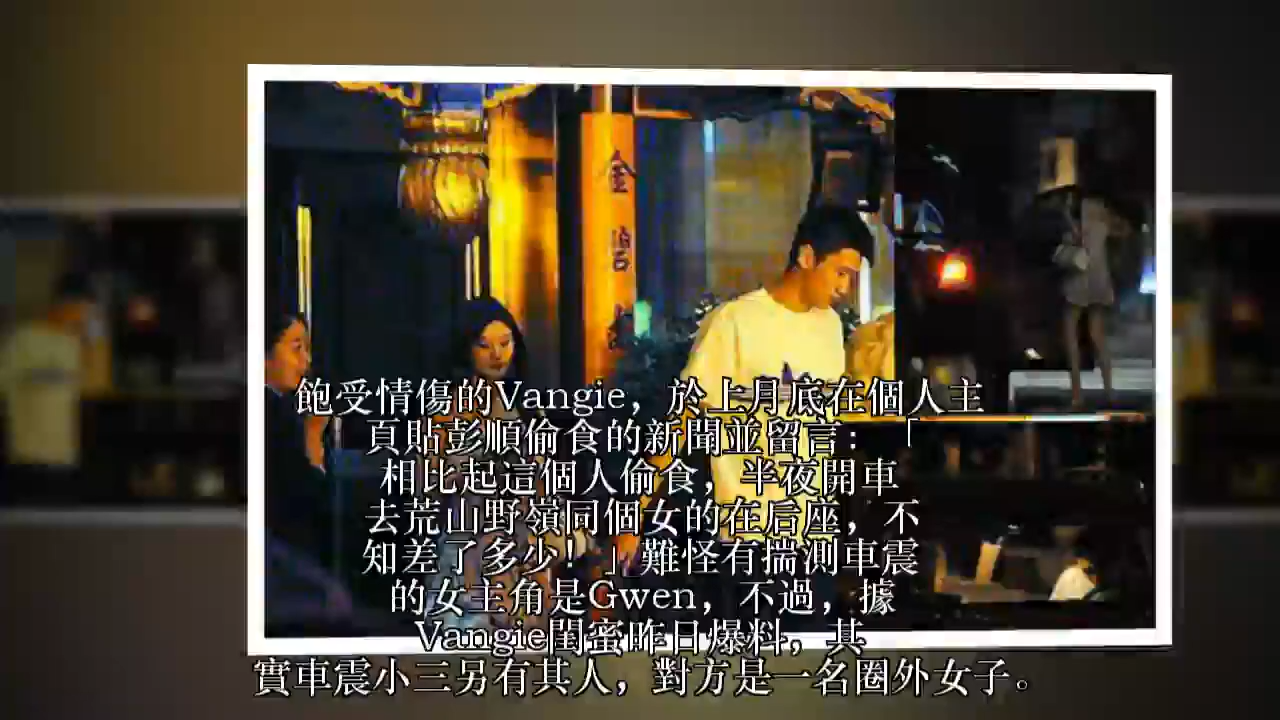 金
飽受情傷的Vangie，於上月底在個人主
頁貼彭順偷食的新聞並留言：「
相比起這個人偷食，半夜開車
去荒山野嶺同個女的在后座，不
知差了多少！」難怪有揣測車震
的女主角是Gwen，不過，據
Vangie閨蜜昨日爆料，其
實車震小三另有其人，對方是一名圈外女子。